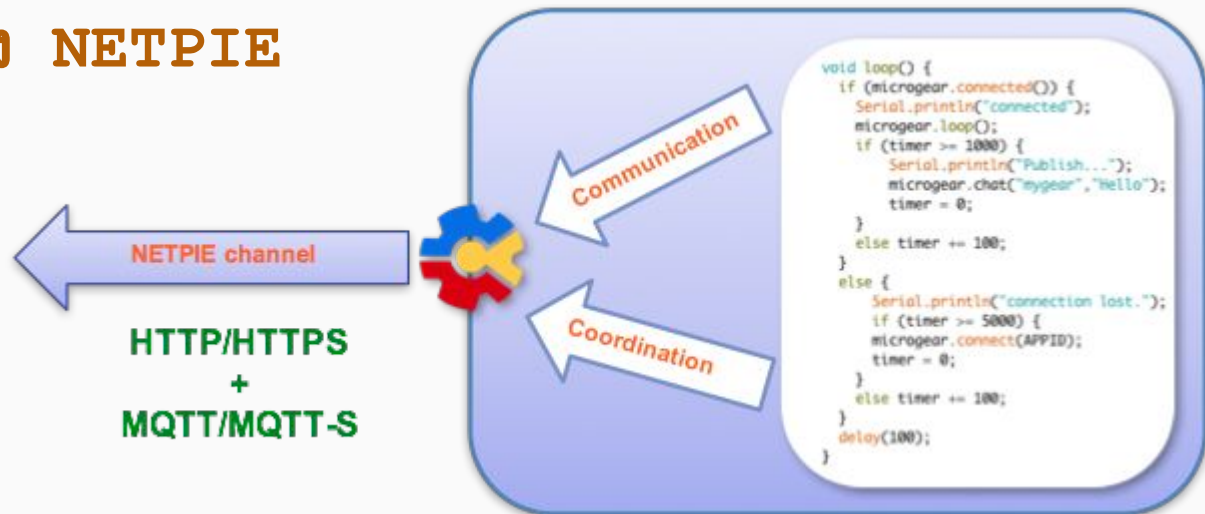 NETPIE
NETPIE channel
HTTP/HTTPS
+
MQTT/MQTT-S
Communication
Coordination
void loop() {
if (microgear.connected()) {
Serial.println("connected");
microgear.loop();
if (timer >= 1000) {
Serial.println("Publish...");
microgear.chat("mygear","Hello");
timer = 0;
}
else timer += 100;
}
else {
Serial.println("connection lost.");
if (timer >= 5000) {
microgear.connect(APPID);
timer = 0;
}
else timer += 100;
}
delay(100);
}